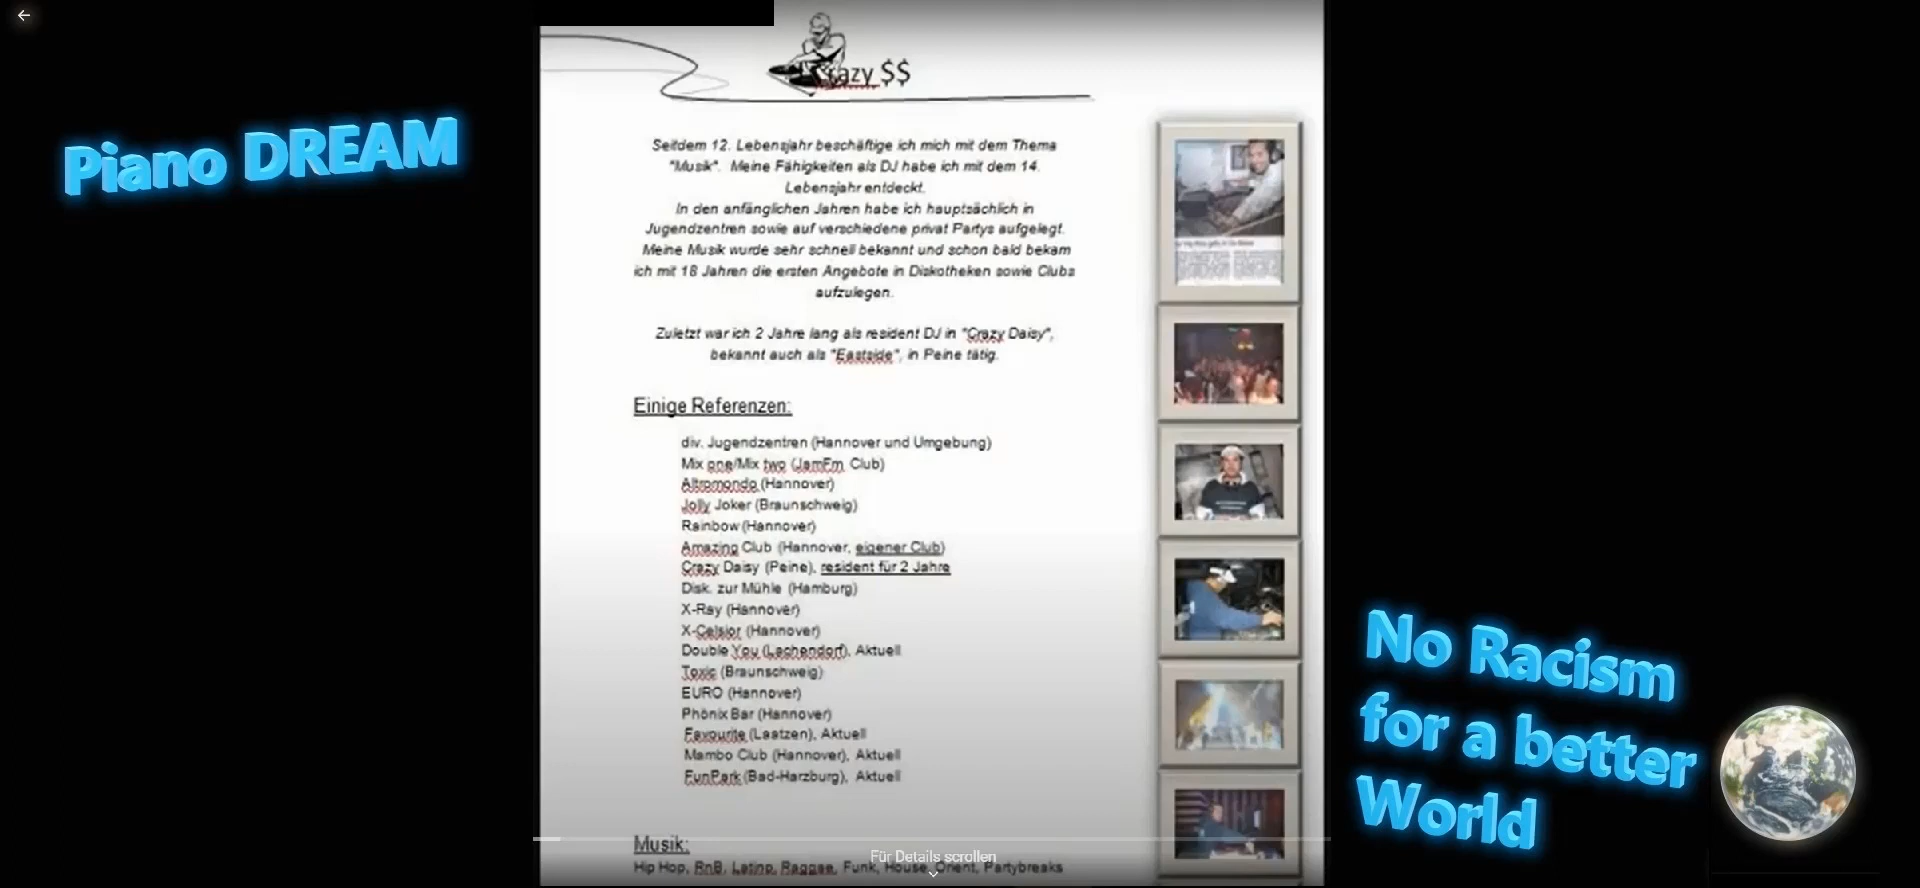 Piano DREAM
Crazy $$
Seitdem 12. Lebensjahr beschäftige ich mich mit dem Thema
"Musik". Meine Fähigkeiten als DJ habe ich mit dem 14.
Lebensjahr entdeckt.
In den anfänglichen Jahren habe ich hauptsächlich in
Jugendzentren sowie auf verschiedene privat Partys aufgelegt.
Meine Musik wurde sehr schnell bekannt und schon bald bekam
ich mit 18 Jahren die ersten Angebote in Diskotheken sowie Clubs
aufzulegen.
Zuletzt war ich 2 Jahre lang als resident DJ in "Crazy Daisy",
bekannt auch als "Eastside", in Peine tätig.
Einige Referenzen:
div. Jugendzentren (Hannover und Umgebung)
Mix one/Mix two (JamFm Club)
Altromondo (Hannover)
Jolly Joker (Braunschweig)
Rainbow (Hannover)
Amazing Club (Hannover, eigener Club)
Crazy Daisy (Peine), resident für 2 Jahre
Disk. zur Mühle (Hamburg)
X-Ray (Hannover)
X-Celsior (Hannover)
Double You (Lachendorf), Aktuell
Toxic (Braunschweig)
EURO (Hannover)
Phönix Bar (Hannover)
Favourite (Laatzen), Aktuell
Mambo Club (Hannover), Aktuell
FunPark (Bad-Harzburg), Aktuell
Musik:
Hip Hop, RnB, Latino, Raggae, Funk, House, Orient, Partybreaks
Für Details scrollen
No Racism
for a better
World